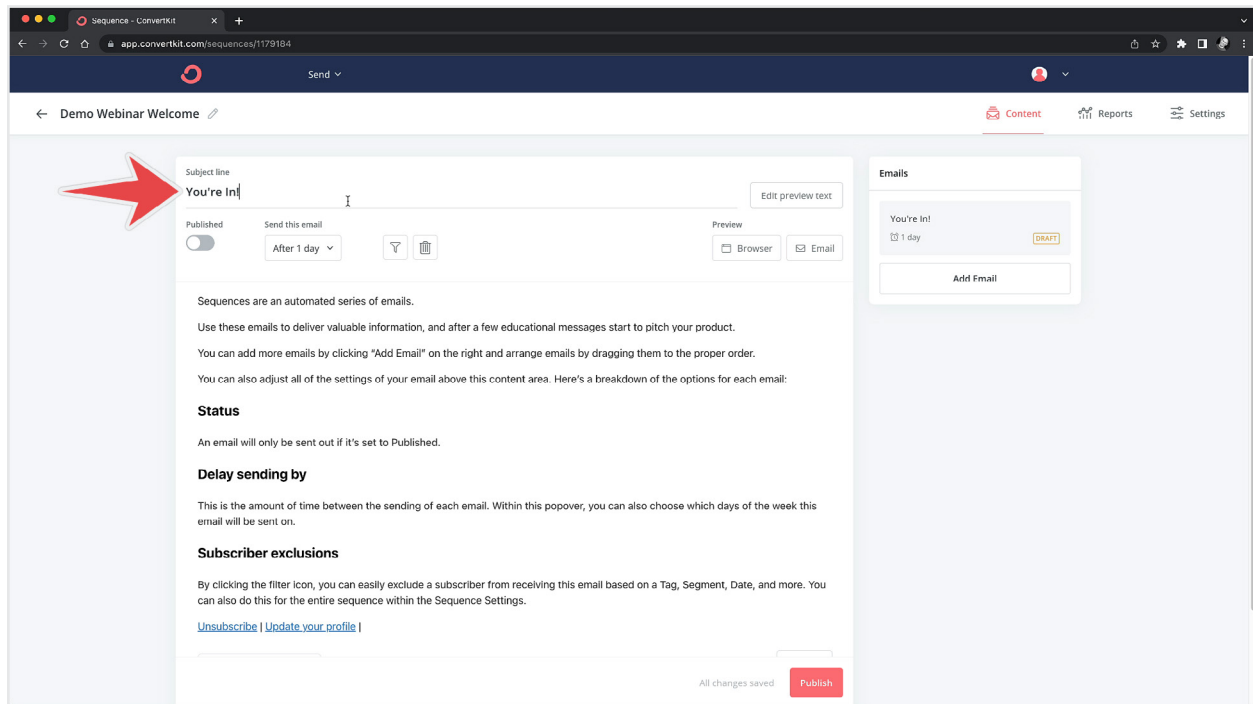 Sequence - ConvertKit
app.convertkit.com/sequences/1179184
Send
Demo Webinar Welcome
Content
Reports
Settings
Subject line
You're In!
Edit preview text
Published
Send this email
After 1 day
Preview
Browser
Email
Sequences are an automated series of emails.
Use these emails to deliver valuable information, and after a few educational messages start to pitch your product.
You can add more emails by clicking “Add Email” on the right and arrange emails by dragging them to the proper order.
You can also adjust all of the settings of your email above this content area. Here’s a breakdown of the options for each email:
Status
An email will only be sent out if it’s set to Published.
Delay sending by
This is the amount of time between the sending of each email. Within this popover, you can also choose which days of the week this
email will be sent on.
Subscriber exclusions
By clicking the filter icon, you can easily exclude a subscriber from receiving this email based on a Tag, Segment, Date, and more. You
can also do this for the entire sequence within the Sequence Settings.
Unsubscribe | Update your profile |
All changes saved
Publish
Emails
You're In!
1 day
DRAFT
Add Email